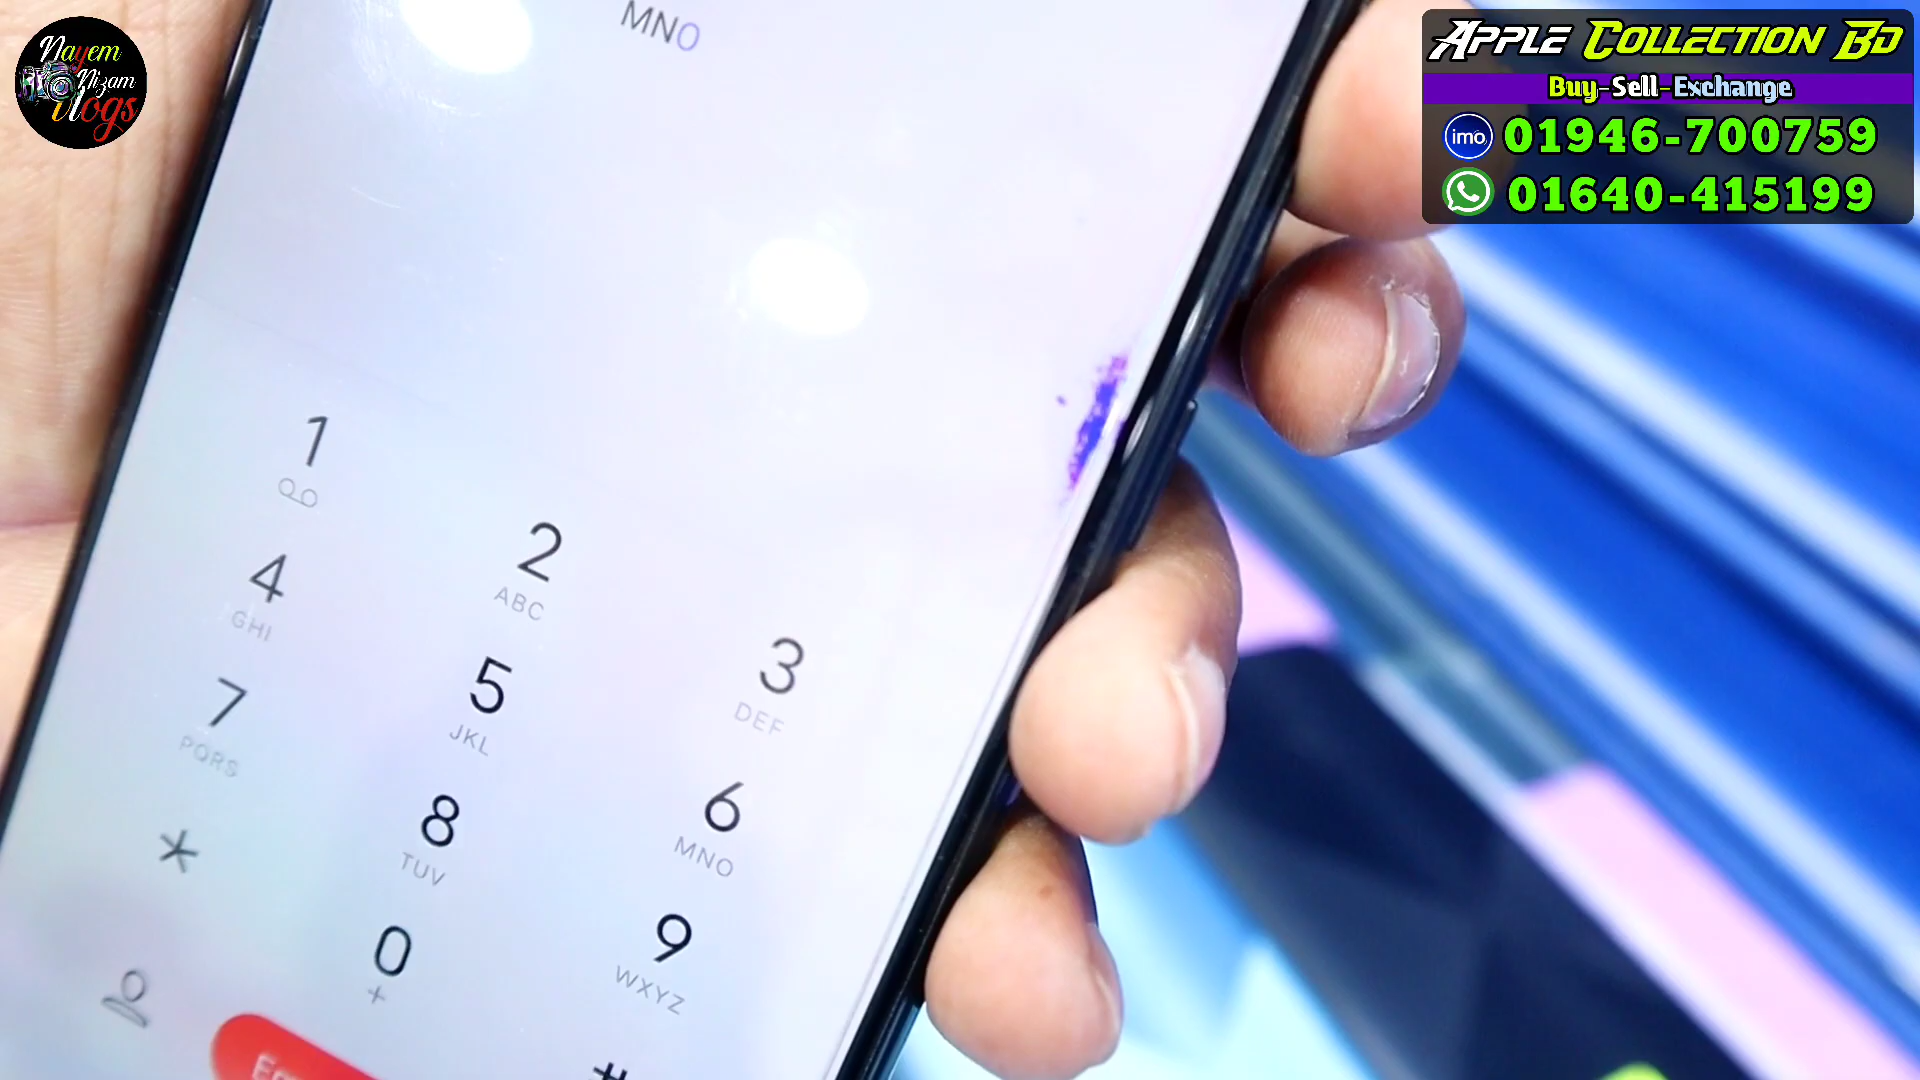 Nayem
Nizam
Vlogs
MNO
APPLE COLLECTION BD
Buy-Sell-Exchange
imo 01946-700759
01640-415199
1
2
ABC
3
DEF
4
GHI
5
JKL
6
MNO
7
PQRS
8
TUV
9
WXYZ
*
0
+
#